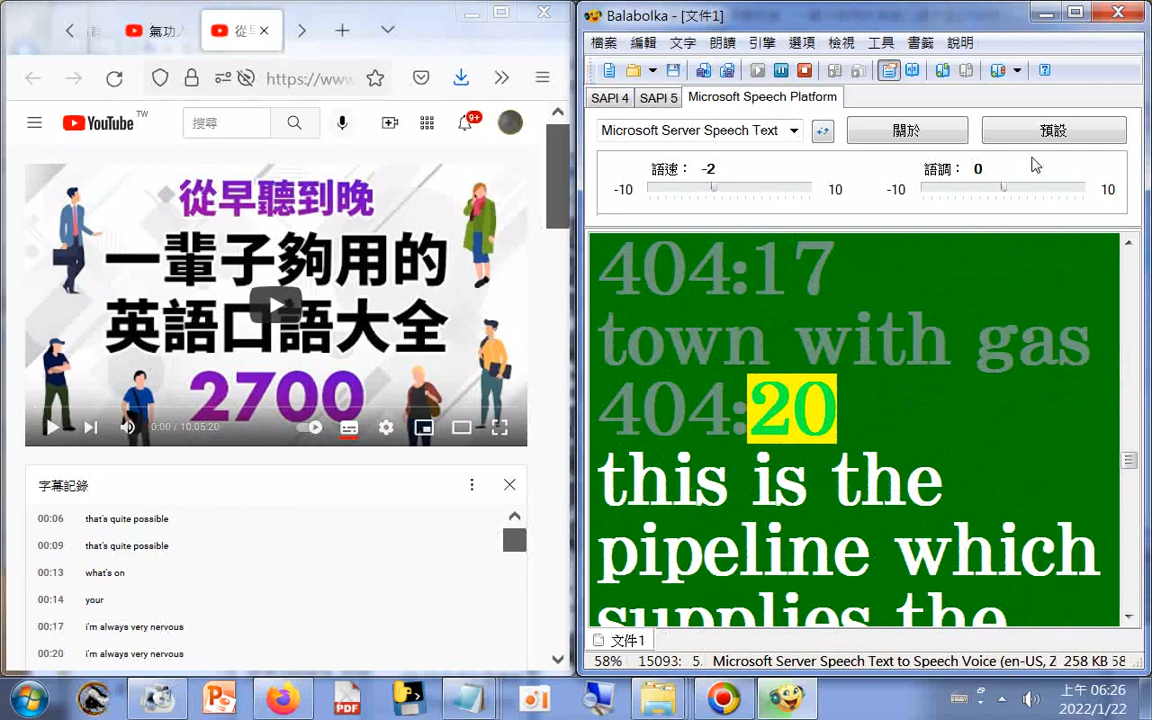 氣功
從
https://www
YouTube TW
搜尋
9+
從早聽到晚
一輩子夠用的
英語口語大全
2700
0:00 / 10:05:20
字幕記錄
00:06 that's quite possible
00:09 that's quite possible
00:13 what's on
00:14 your
00:17 i'm always very nervous
00:20 i'm always very nervous
Balabolka - [文件1]
檔案 編輯 文字 朗讀 引擎 選項 檢視 工具 書籤 說明
SAPI 4 SAPI 5 Microsoft Speech Platform
Microsoft Server Speech Text 關於 預設
語速： -2 語調： 0
-10 10 -10 10
404:17
town with gas
404:20
this is the
pipeline which
supplies the
文件1
58% 15093: 5. Microsoft Server Speech Text to Speech Voice (en-US, Z 258 KB 58
PDF
上午 06:26
2022/1/22